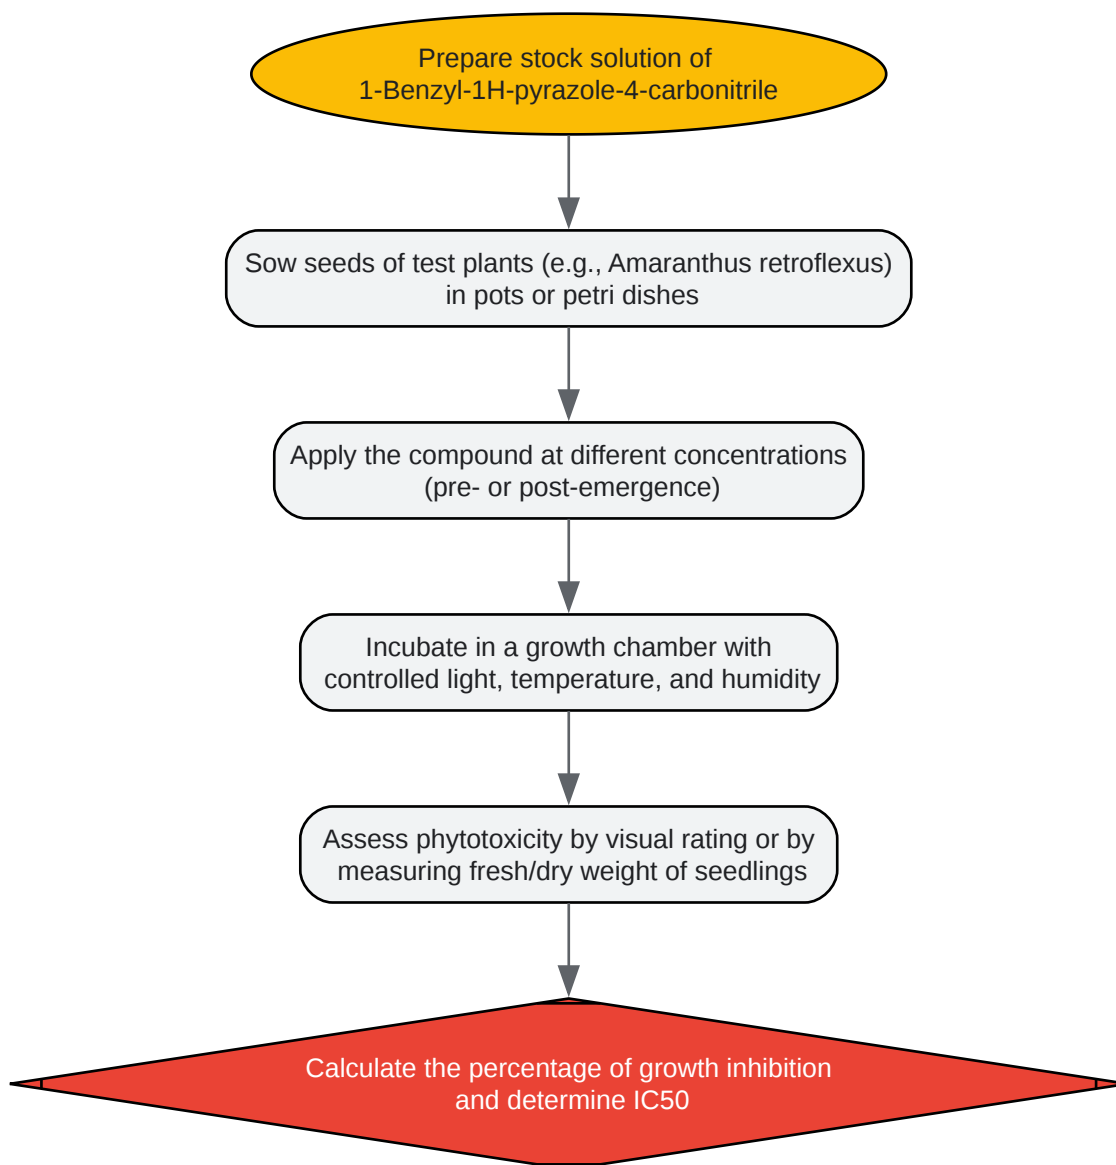 Prepare stock solution of
1-Benzyl-1H-pyrazole-4-carbonitrile
Sow seeds of test plants (e.g., Amaranthus retroflexus)
in pots or petri dishes
Apply the compound at different concentrations
(pre- or post-emergence)
Incubate in a growth chamber with
controlled light, temperature, and humidity
Assess phytotoxicity by visual rating or by
measuring fresh/dry weight of seedlings
Calculate the percentage of growth inhibition
and determine IC50